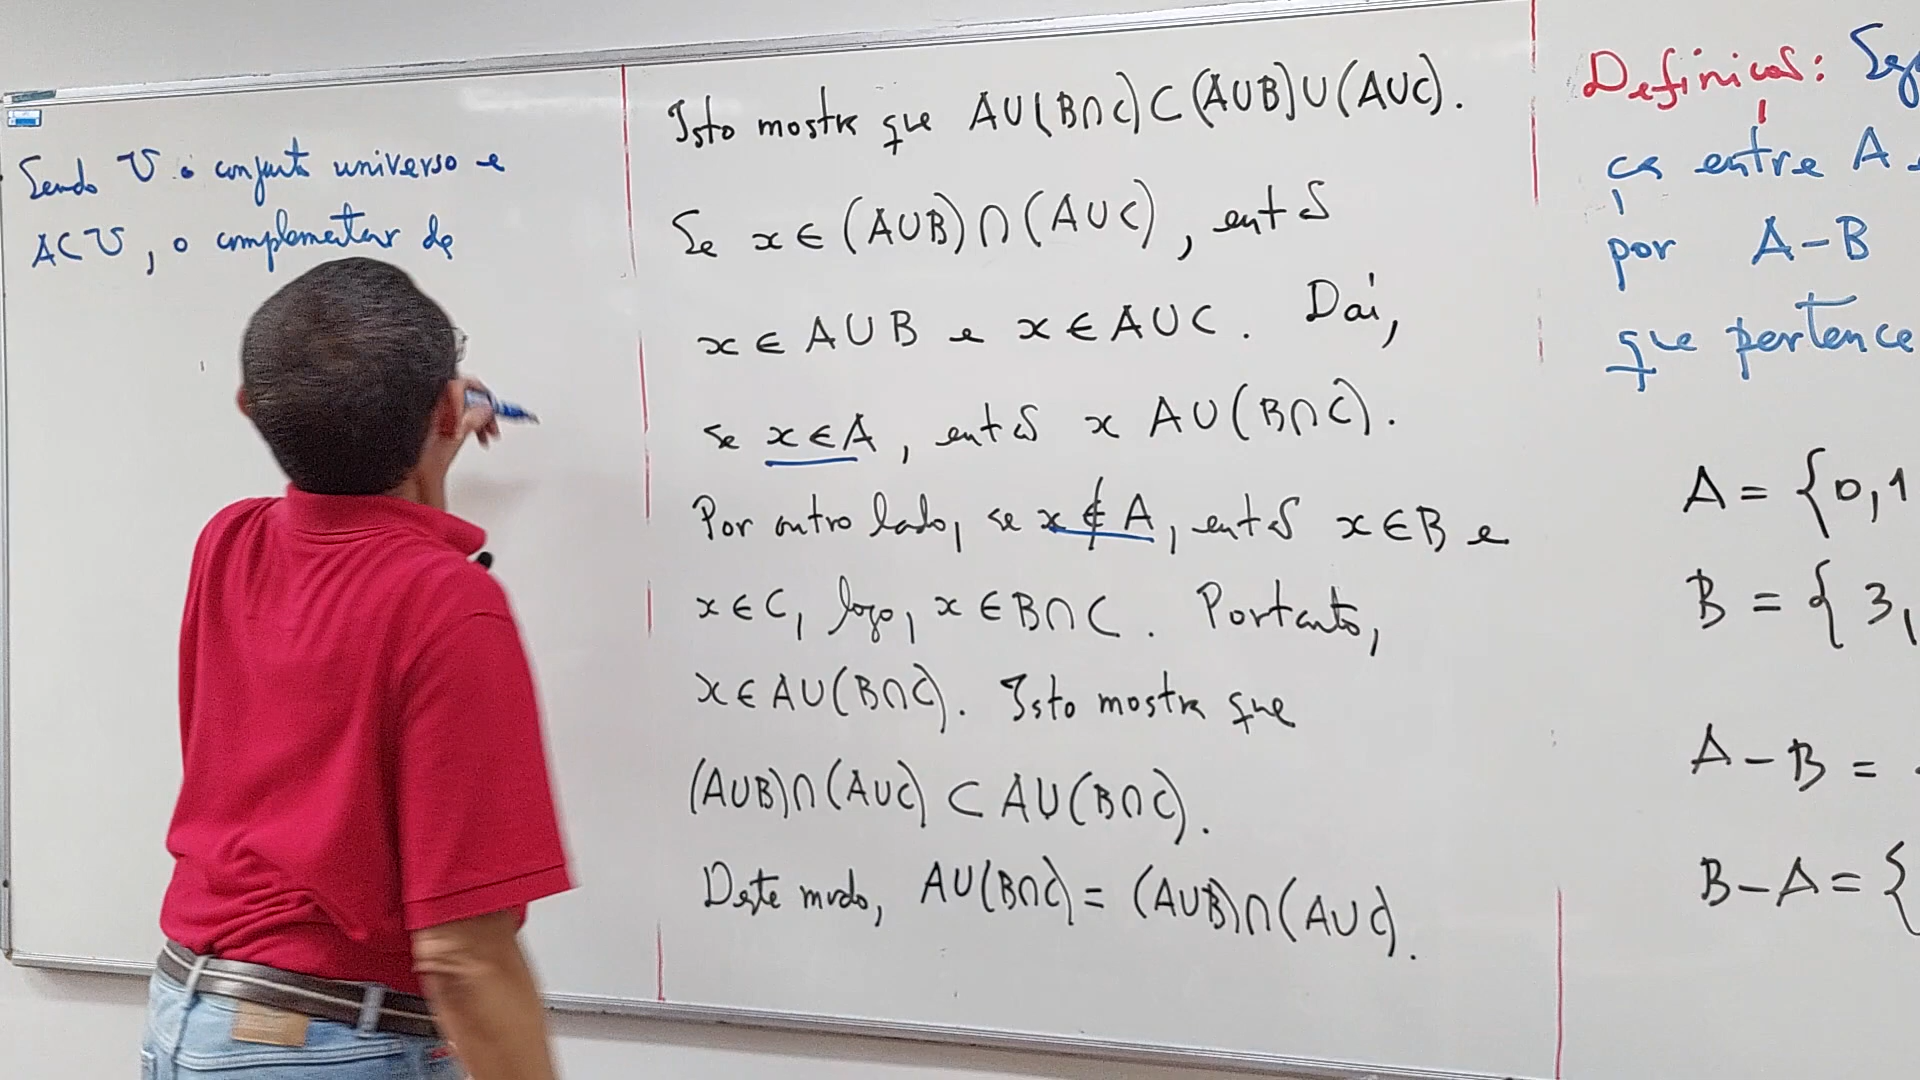 Sendo U o conjunto universo e
A⊂U, o complementar de
Isto mostra que A∪(B∩C)⊂(A∪B)∪(A∪C).
Se x∈(A∪B)∩(A∪C), então
x∈A∪B e x∈A∪C. Daí,
se x∈A, então x A∪(B∩C).
Por outro lado, se x∉A, então x∈B e
x∈C, logo, x∈B∩C. Portanto,
x∈A∪(B∩C). Isto mostra que
(A∪B)∩(A∪C) ⊂ A∪(B∩C).
Deste modo, A∪(B∩C) = (A∪B)∩(A∪C).
Definição:
ça entre A
por A-B
que pertence
A = {0,1
B = { 3,
A-B =
B-A = {